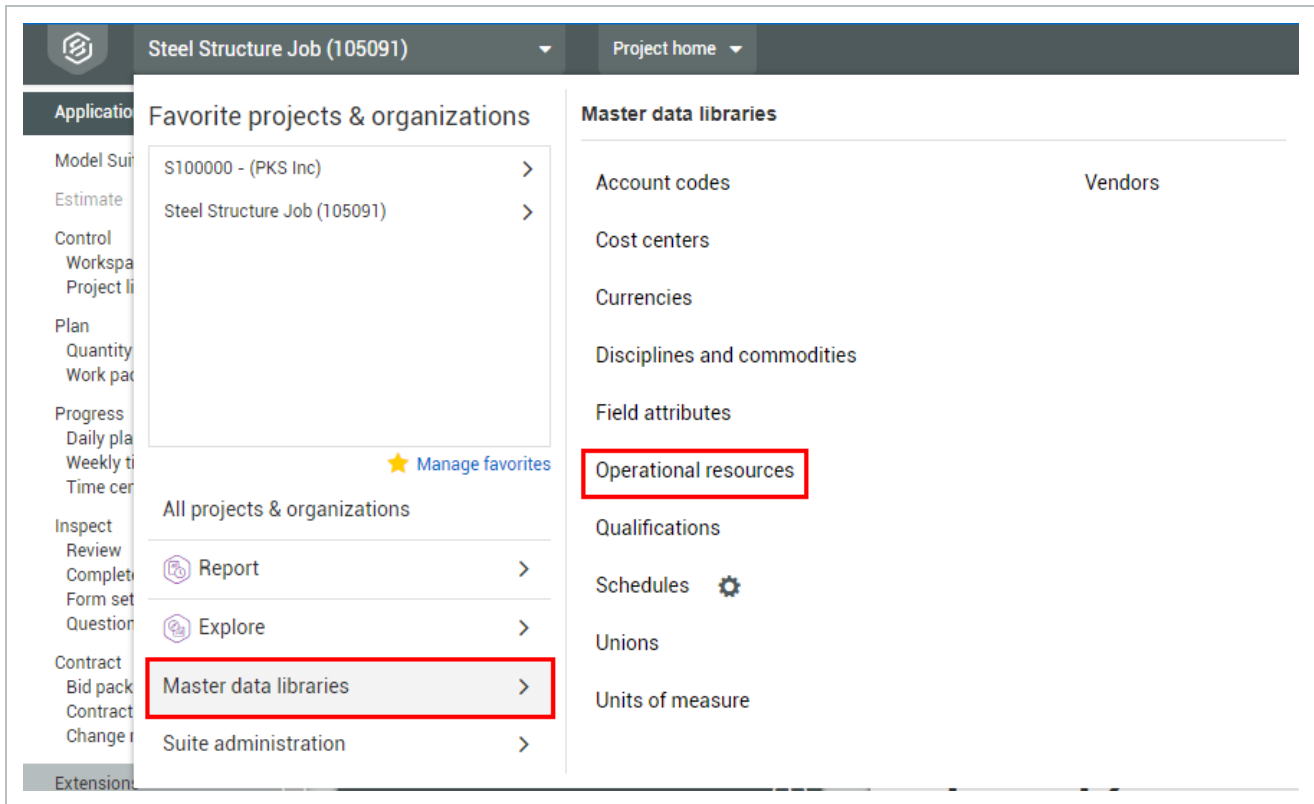 Steel Structure Job (105091)
Project home
Favorite projects & organizations
S100000 - (PKS Inc)
Steel Structure Job (105091)
Manage favorites
All projects & organizations
Report
Explore
Master data libraries
Suite administration
Master data libraries
Account codes
Cost centers
Currencies
Disciplines and commodities
Field attributes
Operational resources
Qualifications
Schedules
Unions
Units of measure
Vendors
Applicatio
Model Sui
Estimate
Control
Workspa
Project li
Plan
Quantity
Work pac
Progress
Daily pla
Weekly ti
Time cer
Inspect
Review
Complet
Form set
Question
Contract
Bid pack
Contract
Change r
Extension